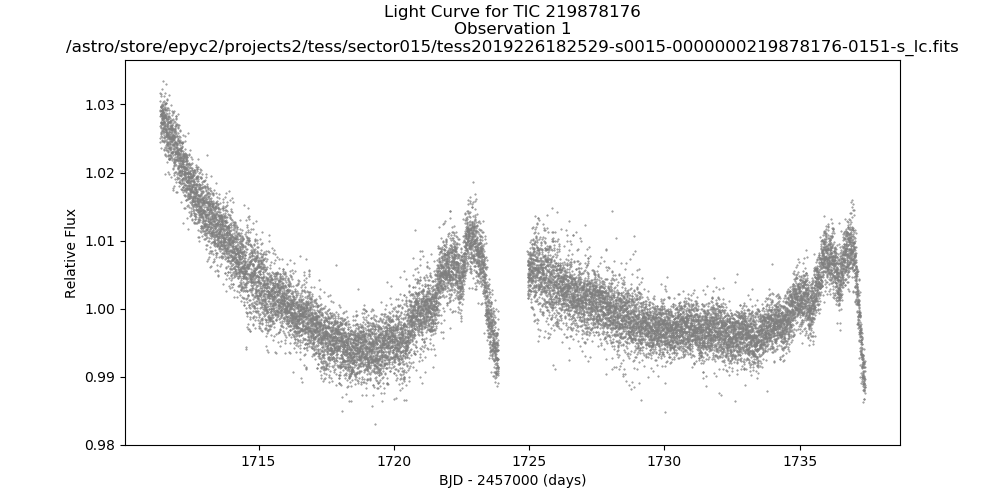 Light Curve for TIC 219878176
Observation 1
/astro/store/epyc2/projects2/tess/sector015/tess2019226182529-s0015-0000000219878176-0151-s_lc.fits
1.03
1.02
1.01
1.00
0.99
0.98
Relative Flux
1715
1720
1725
1730
1735
BJD - 2457000 (days)